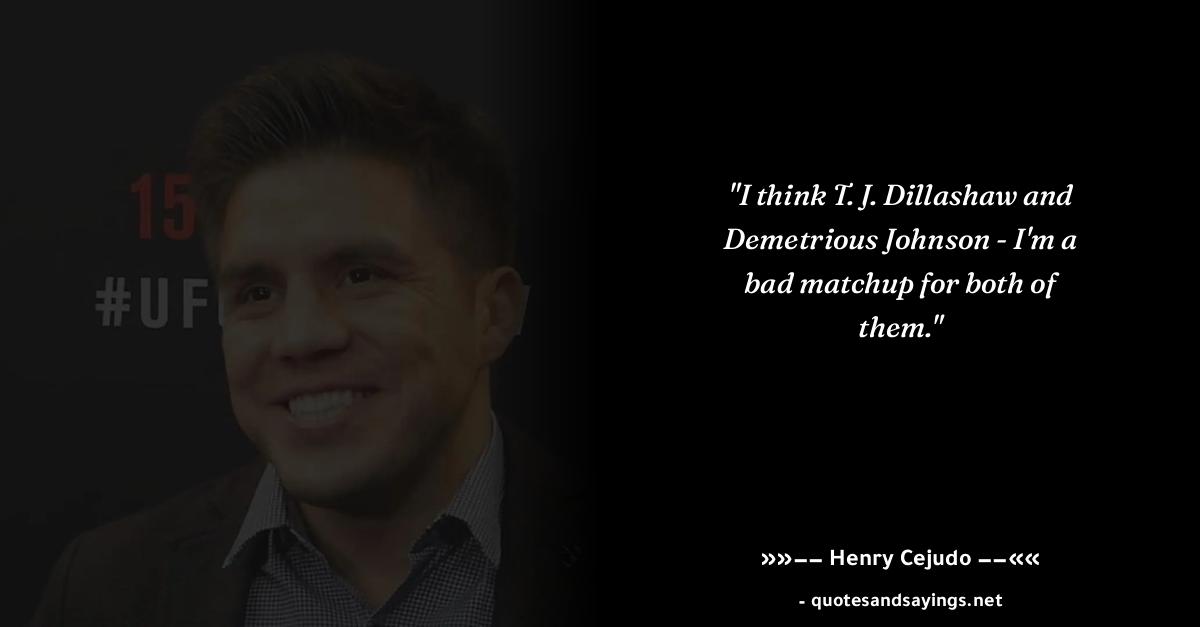 15
#UF
"I think T. J. Dillashaw and
Demetrious Johnson - I'm a
bad matchup for both of
them."
»»−− Henry Cejudo −−««
- quotesandsayings.net